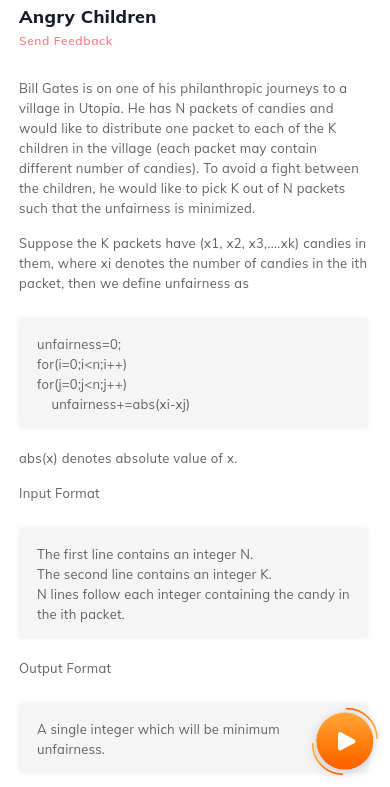 Angry Children
Send Feedback
Bill Gates is on one of his philanthropic journeys to a
village in Utopia. He has N packets of candies and
would like to distribute one packet to each of the K
children in the village (each packet may contain
different number of candies). To avoid a fight between
the children, he would like to pick K out of N packets
such that the unfairness is minimized.
Suppose the K packets have (x1, x2, x3,....xk) candies in
them, where xi denotes the number of candies in the ith
packet, then we define unfairness as
unfairness=0;
for(i=0;i<n;i++)
for(j=0;j<n;j++)
    unfairness+=abs(xi-xj)
abs(x) denotes absolute value of x.
Input Format
The first line contains an integer N.
The second line contains an integer K.
N lines follow each integer containing the candy in
the ith packet.
Output Format
A single integer which will be minimum
unfairness.